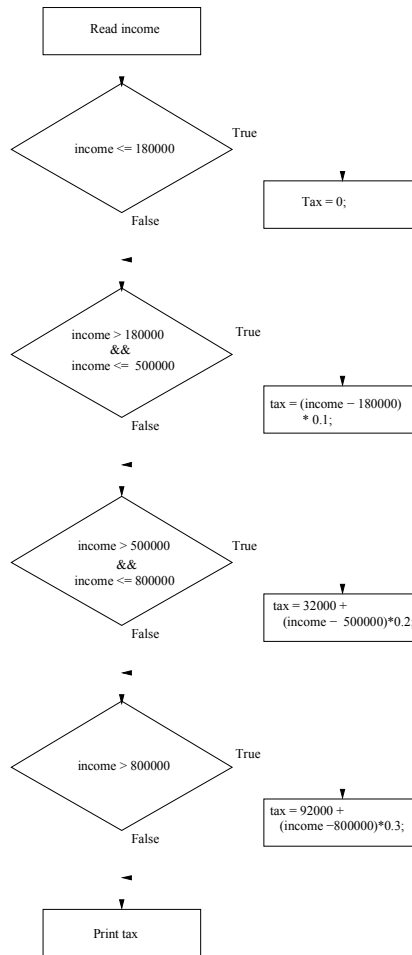 Read income
income <= 180000
True
False
Tax = 0;
income > 180000
&&
income <= 500000
True
False
tax = (income − 180000)
* 0.1;
income > 500000
&&
income <= 800000
True
False
tax = 32000 +
(income − 500000)*0.2;
income > 800000
True
False
tax = 92000 +
(income −800000)*0.3;
Print tax